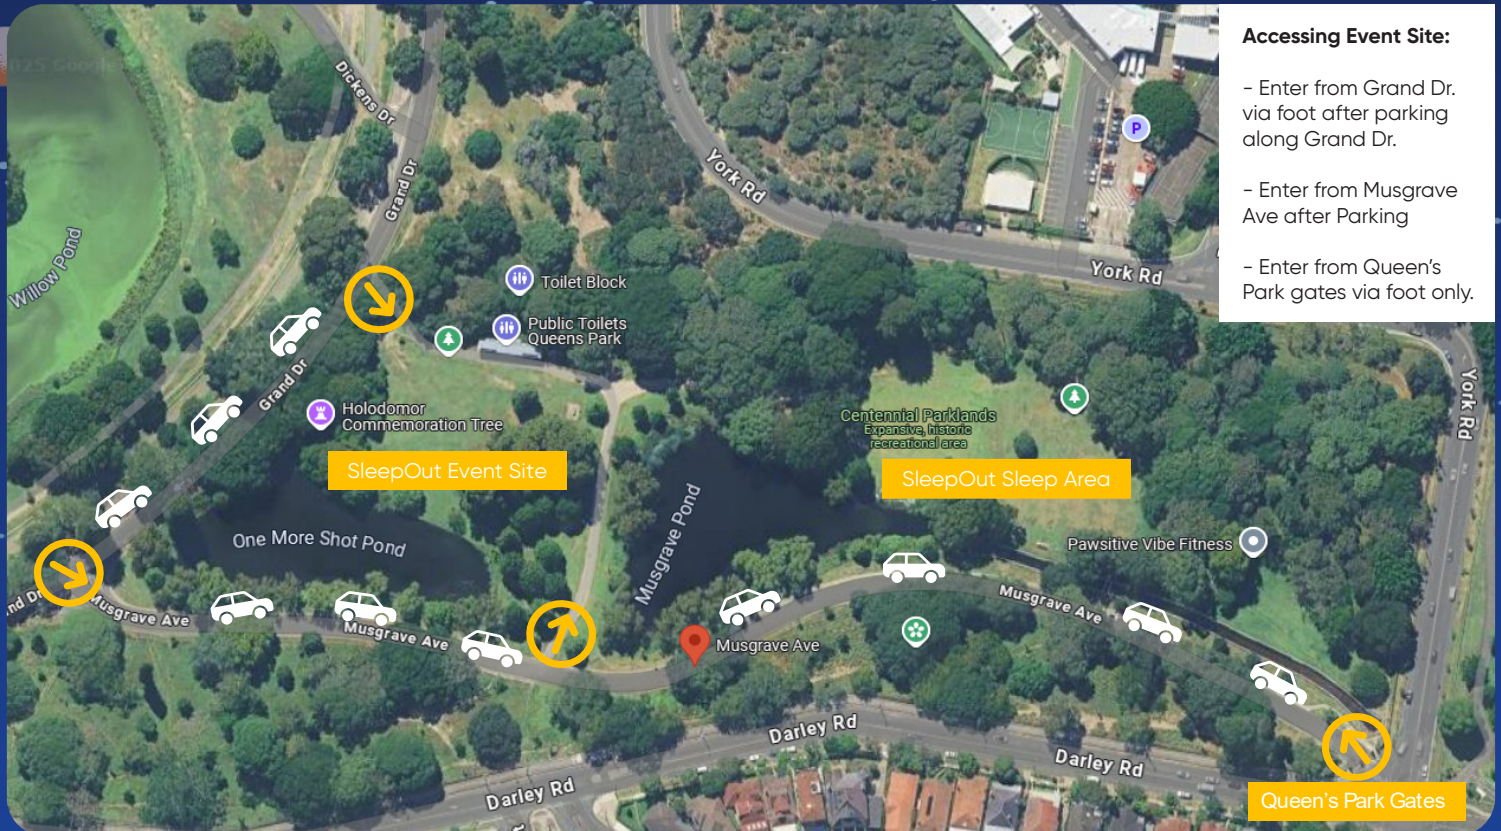 Accessing Event Site:
- Enter from Grand Dr.
via foot after parking
along Grand Dr.
- Enter from Musgrave
Ave after Parking
- Enter from Queen's
Park gates via foot only.
Dickens Dr
Grand Dr
York Rd
York Rd
Willow Pond
Toilet Block
Public Toilets
Queens Park
Grand Dr
York Rd
Holodomor
Commemoration Tree
Centennial Parklands
Expansive, historic
recreational area
SleepOut Event Site
SleepOut Sleep Area
One More Shot Pond
Musgrave Pond
Pawsitive Vibe Fitness
nd Dr
Musgrave Ave
Musgrave Ave
Musgrave Ave
Musgrave Ave
Darley Rd
Darley Rd
Darley Rd
Queen's Park Gates
P